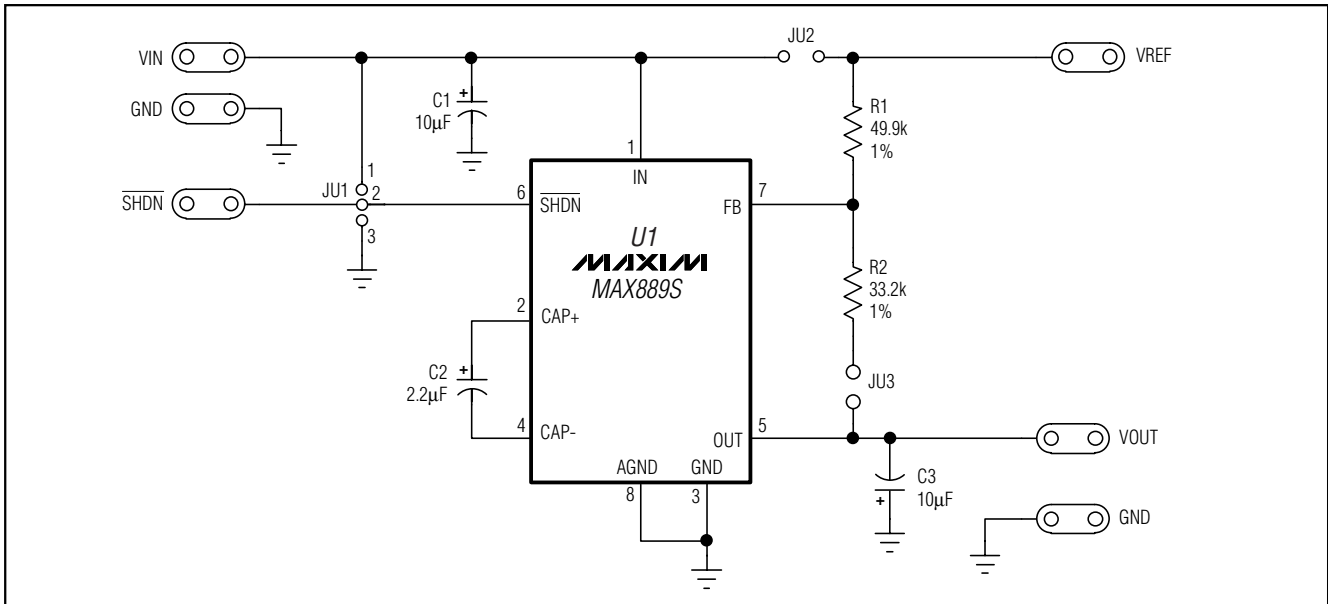 JU2
VIN
VREF
GND
C1
10µF
R1
49.9k
1%
1
IN
SHDN
JU1
1
2
3
6
SHDN
7
FB
U1
MAXIM
MAX889S
R2
33.2k
1%
2
CAP+
C2
2.2µF
4
CAP-
JU3
5
OUT
VOUT
AGND
GND
8
3
C3
10µF
GND
+
+
+